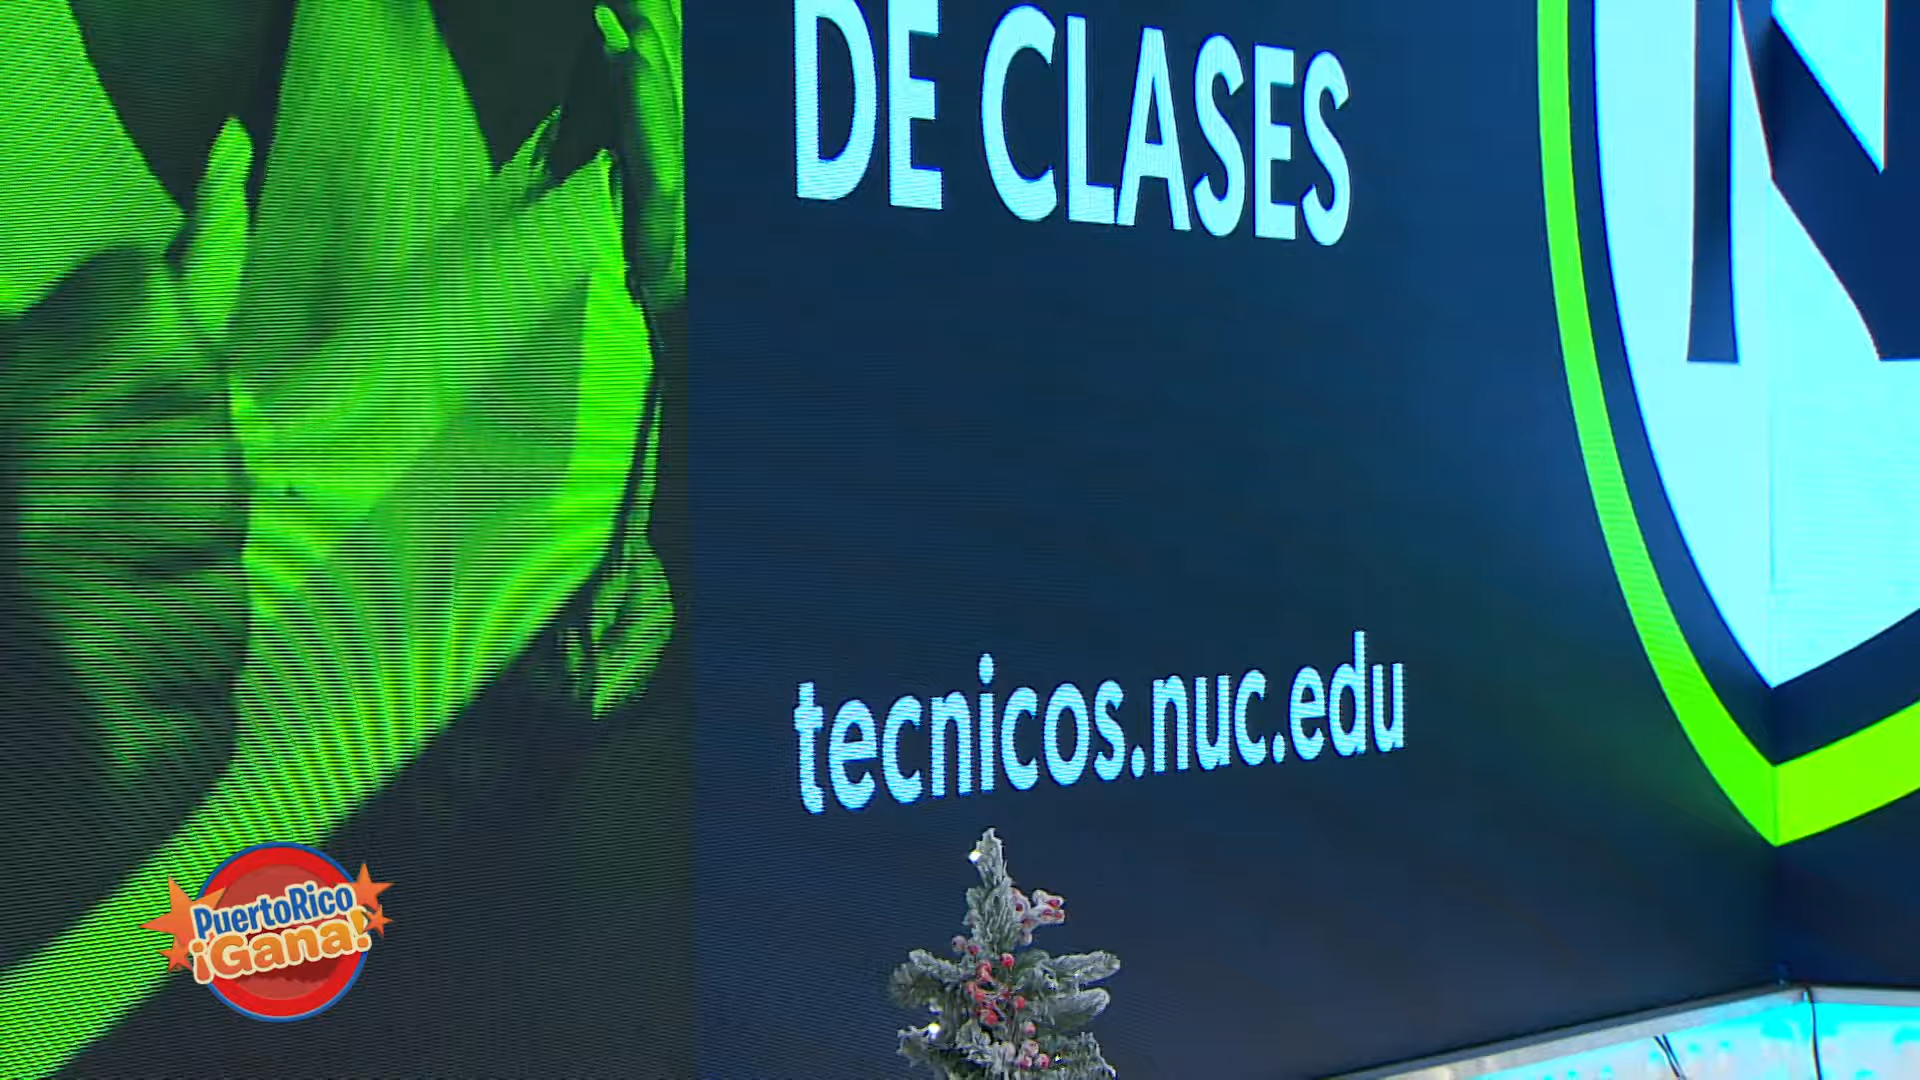 DE CLASES
N
tecnicos.nuc.edu
PuertoRico
¡Gana!